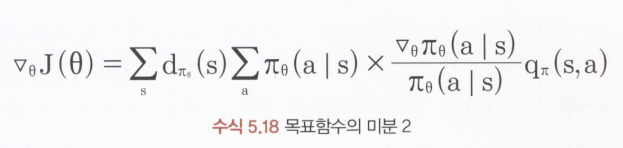 ∇θJ(θ) = ∑s dπθ(s) ∑a πθ(a | s) × ∇θπθ(a | s) / πθ(a | s) qπ(s,a)
수식 5.18 목표함수의 미분 2